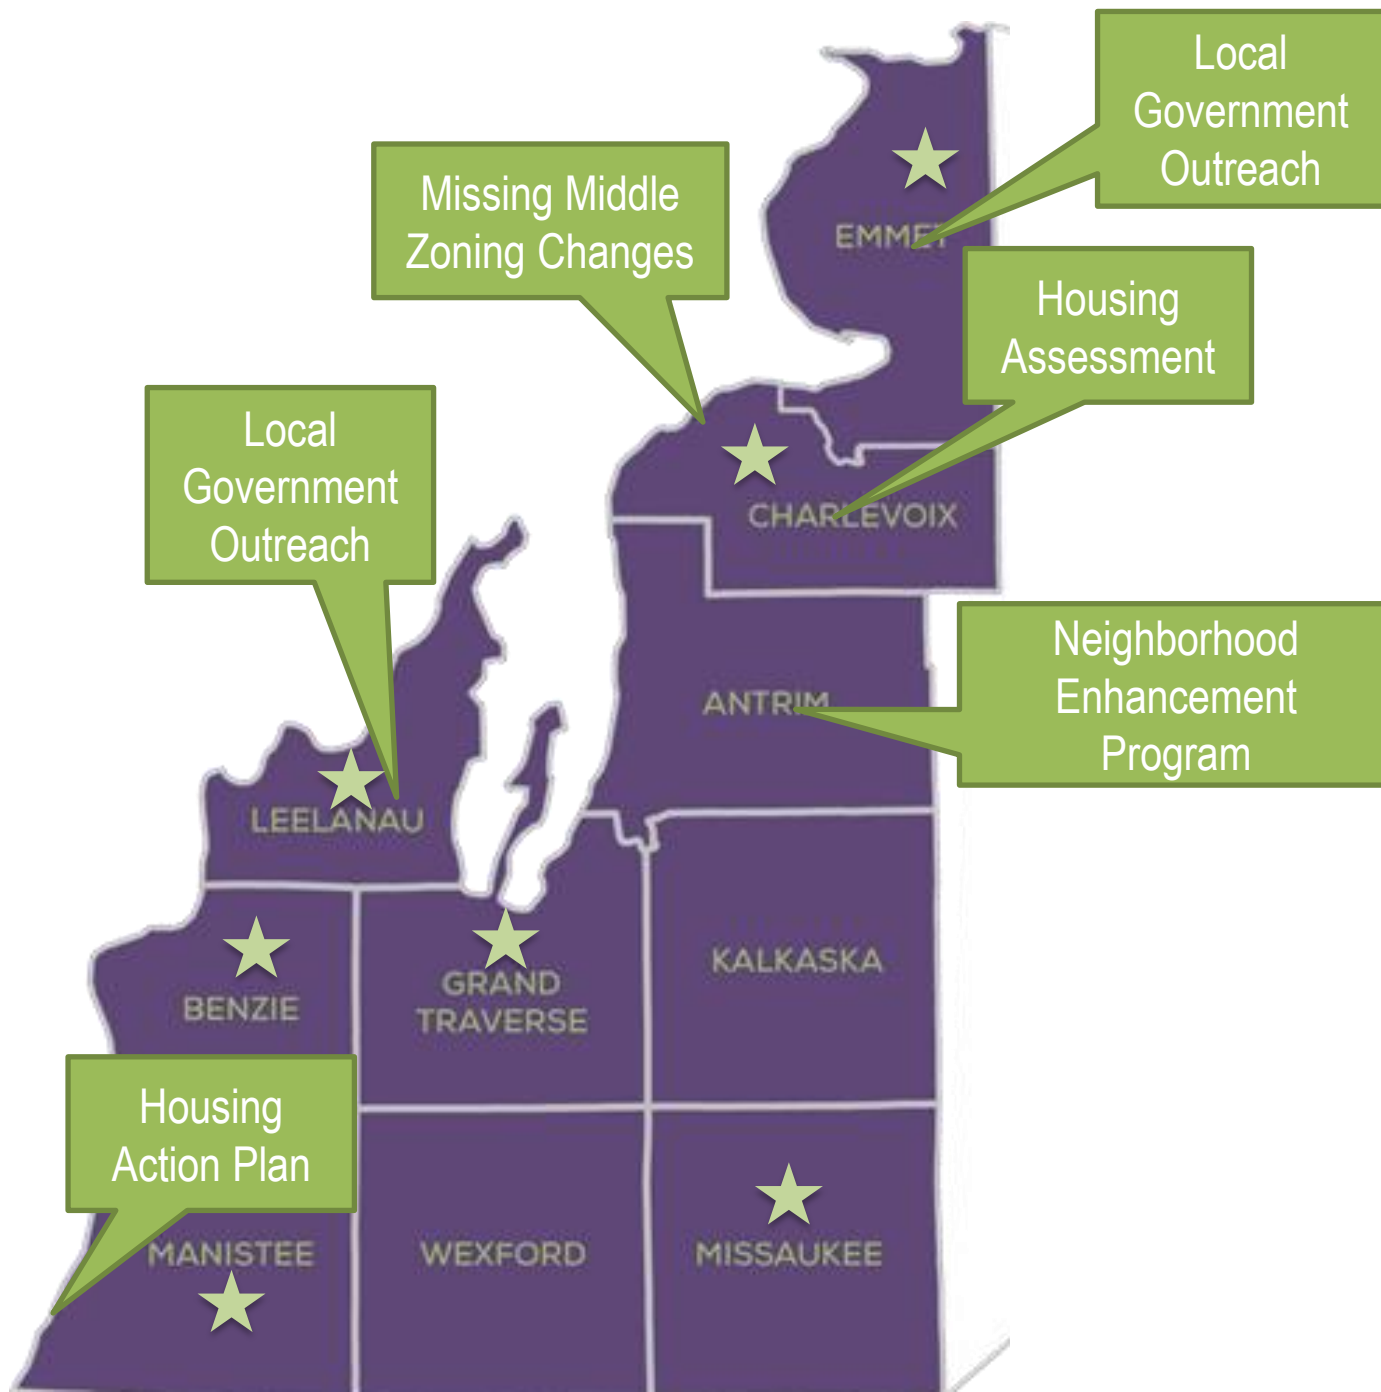 Local
Government
Outreach
Missing Middle
Zoning Changes
EMMET
Housing
Assessment
Local
Government
Outreach
CHARLEVOIX
Neighborhood
Enhancement
Program
ANTRIM
LEELANAU
KALKASKA
GRAND
TRAVERSE
BENZIE
Housing
Action Plan
MANISTEE
WEXFORD
MISSAUKEE